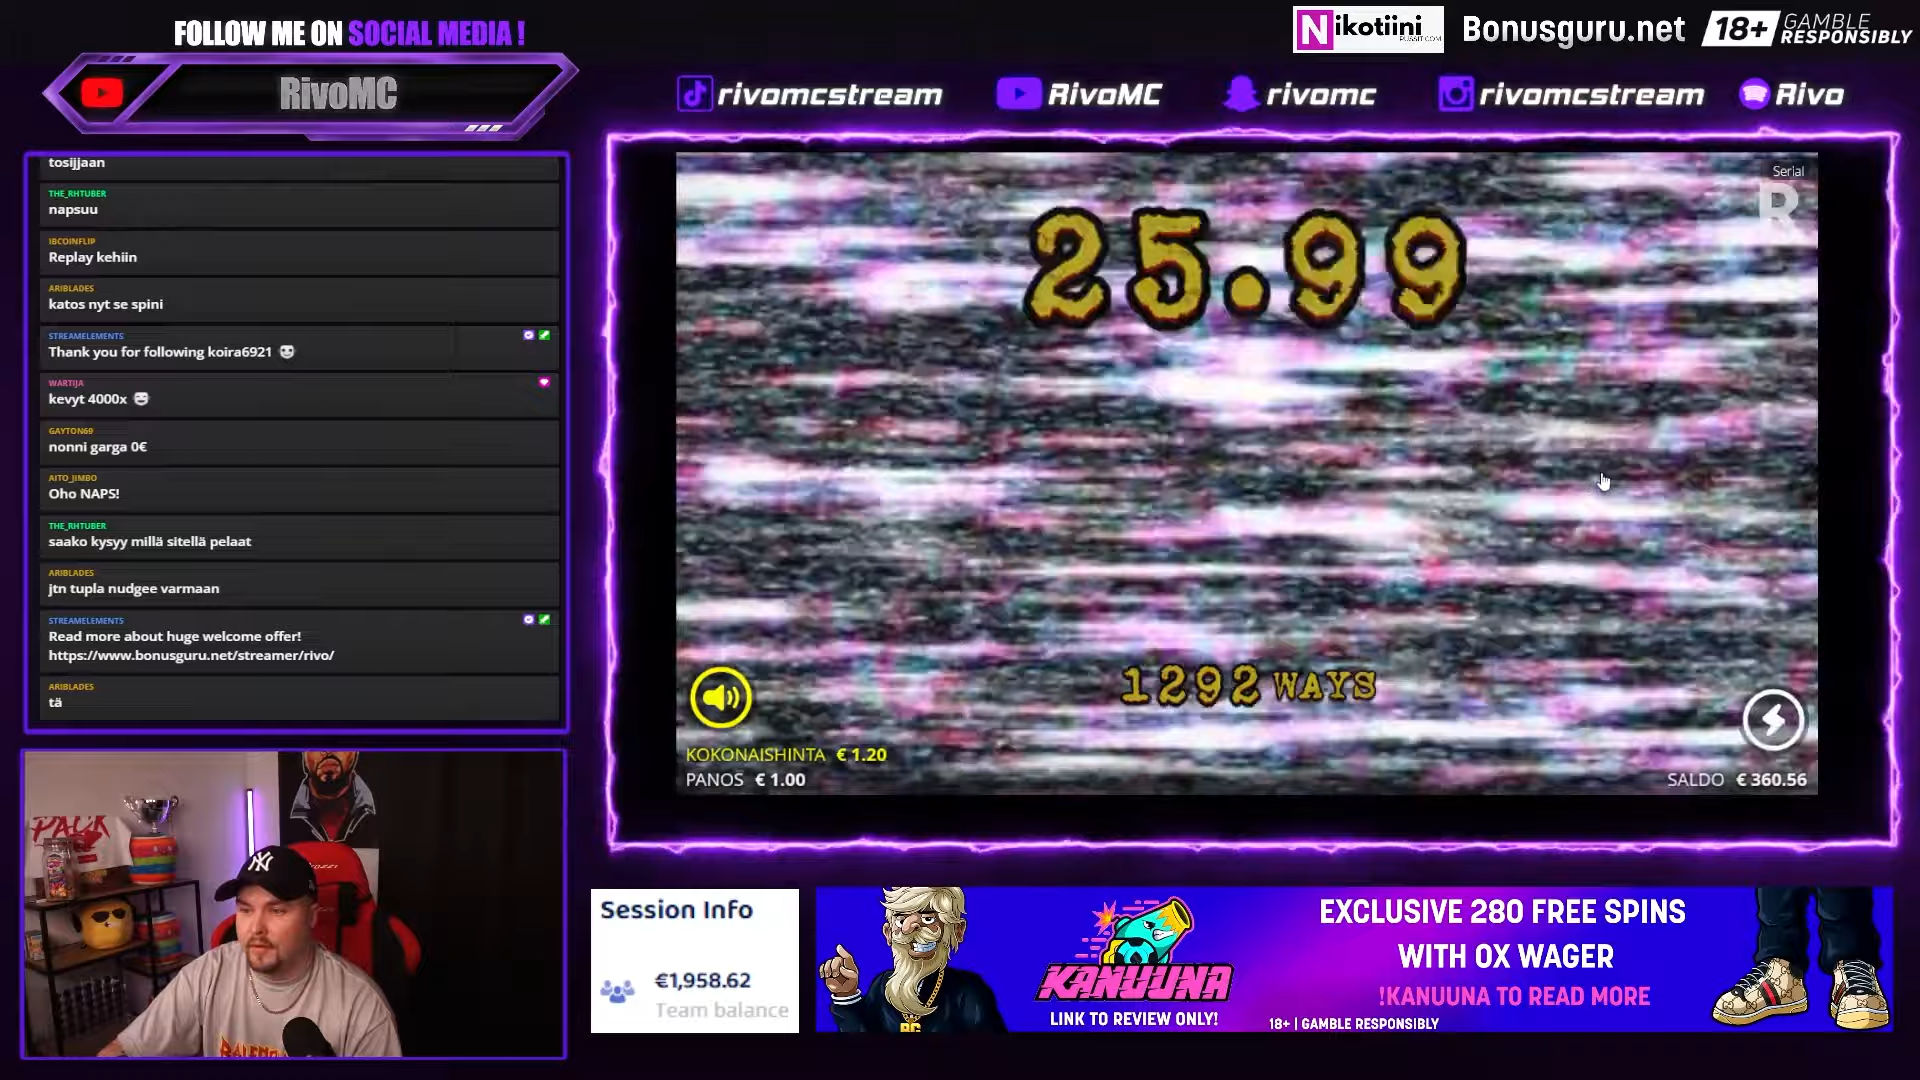 FOLLOW ME ON SOCIAL MEDIA !
RivoMC
Nikotiini
PUSSIT.COM
Bonusguru.net
18+ GAMBLE RESPONSIBLY
rivomcstream
RivoMC
rivomc
rivomcstream
Rivo
tosijjaan
THE_RHTUBER
napsuu
IBCOINFLIP
Replay kehiin
ARIBLADES
katos nyt se spini
STREAMELEMENTS
Thank you for following koira6921
WARTIJA
kevyt 4000x
GAYTON69
nonni garga 0€
AITO_JIMBO
Oho NAPS!
THE_RHTUBER
saako kysyy millä sitellä pelaat
ARIBLADES
jtn tupla nudgee varmaan
STREAMELEMENTS
Read more about huge welcome offer!
https://www.bonusguru.net/streamer/rivo/
ARIBLADES
tä
Serial
R
25.99
1292 WAYS
KOKONAISHINTA € 1.20
PANOS € 1.00
SALDO € 360.56
PACK
NY
Session Info
€1,958.62
Team balance
BG
KANUUNA
LINK TO REVIEW ONLY!
EXCLUSIVE 280 FREE SPINS
WITH 0X WAGER
!KANUUNA TO READ MORE
18+ | GAMBLE RESPONSIBLY